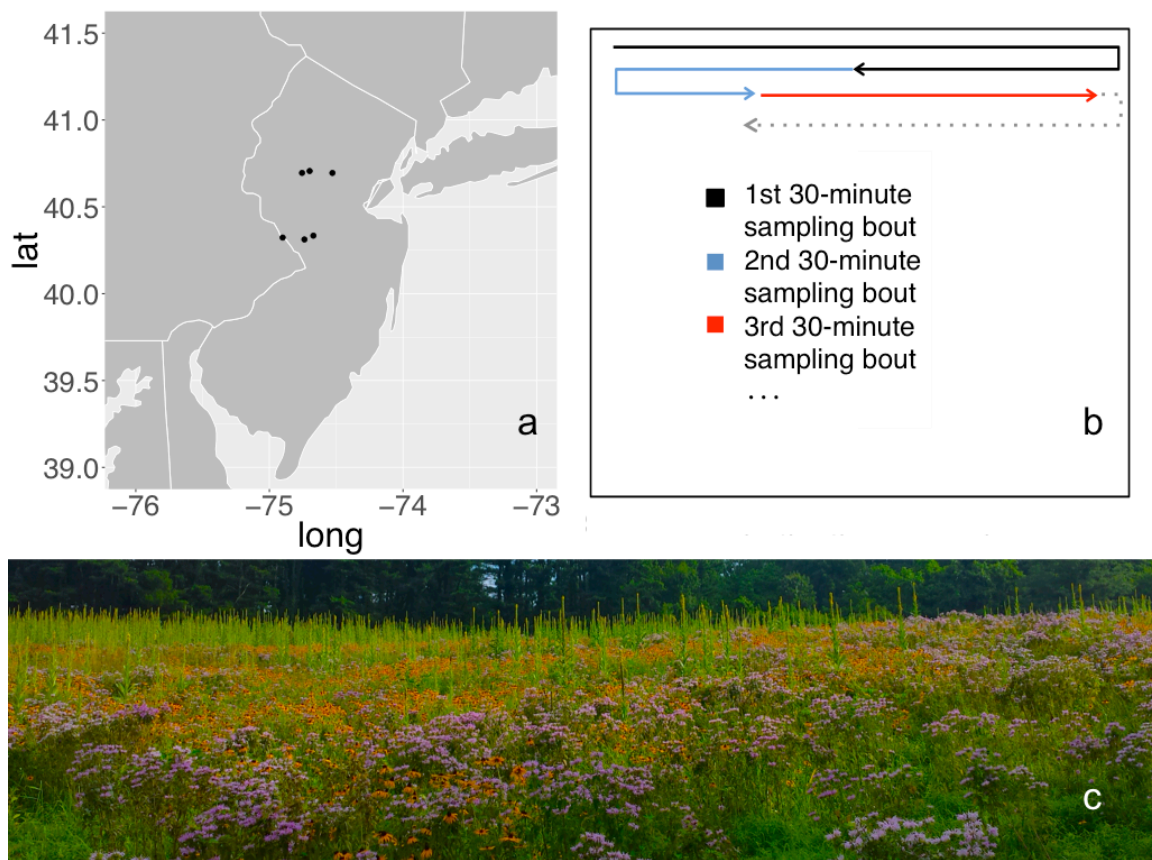 41.5
41.0
40.5
40.0
39.5
39.0
lat
−76
−75
−74
−73
long
a
1st 30-minute
sampling bout
2nd 30-minute
sampling bout
3rd 30-minute
sampling bout
...
b
c